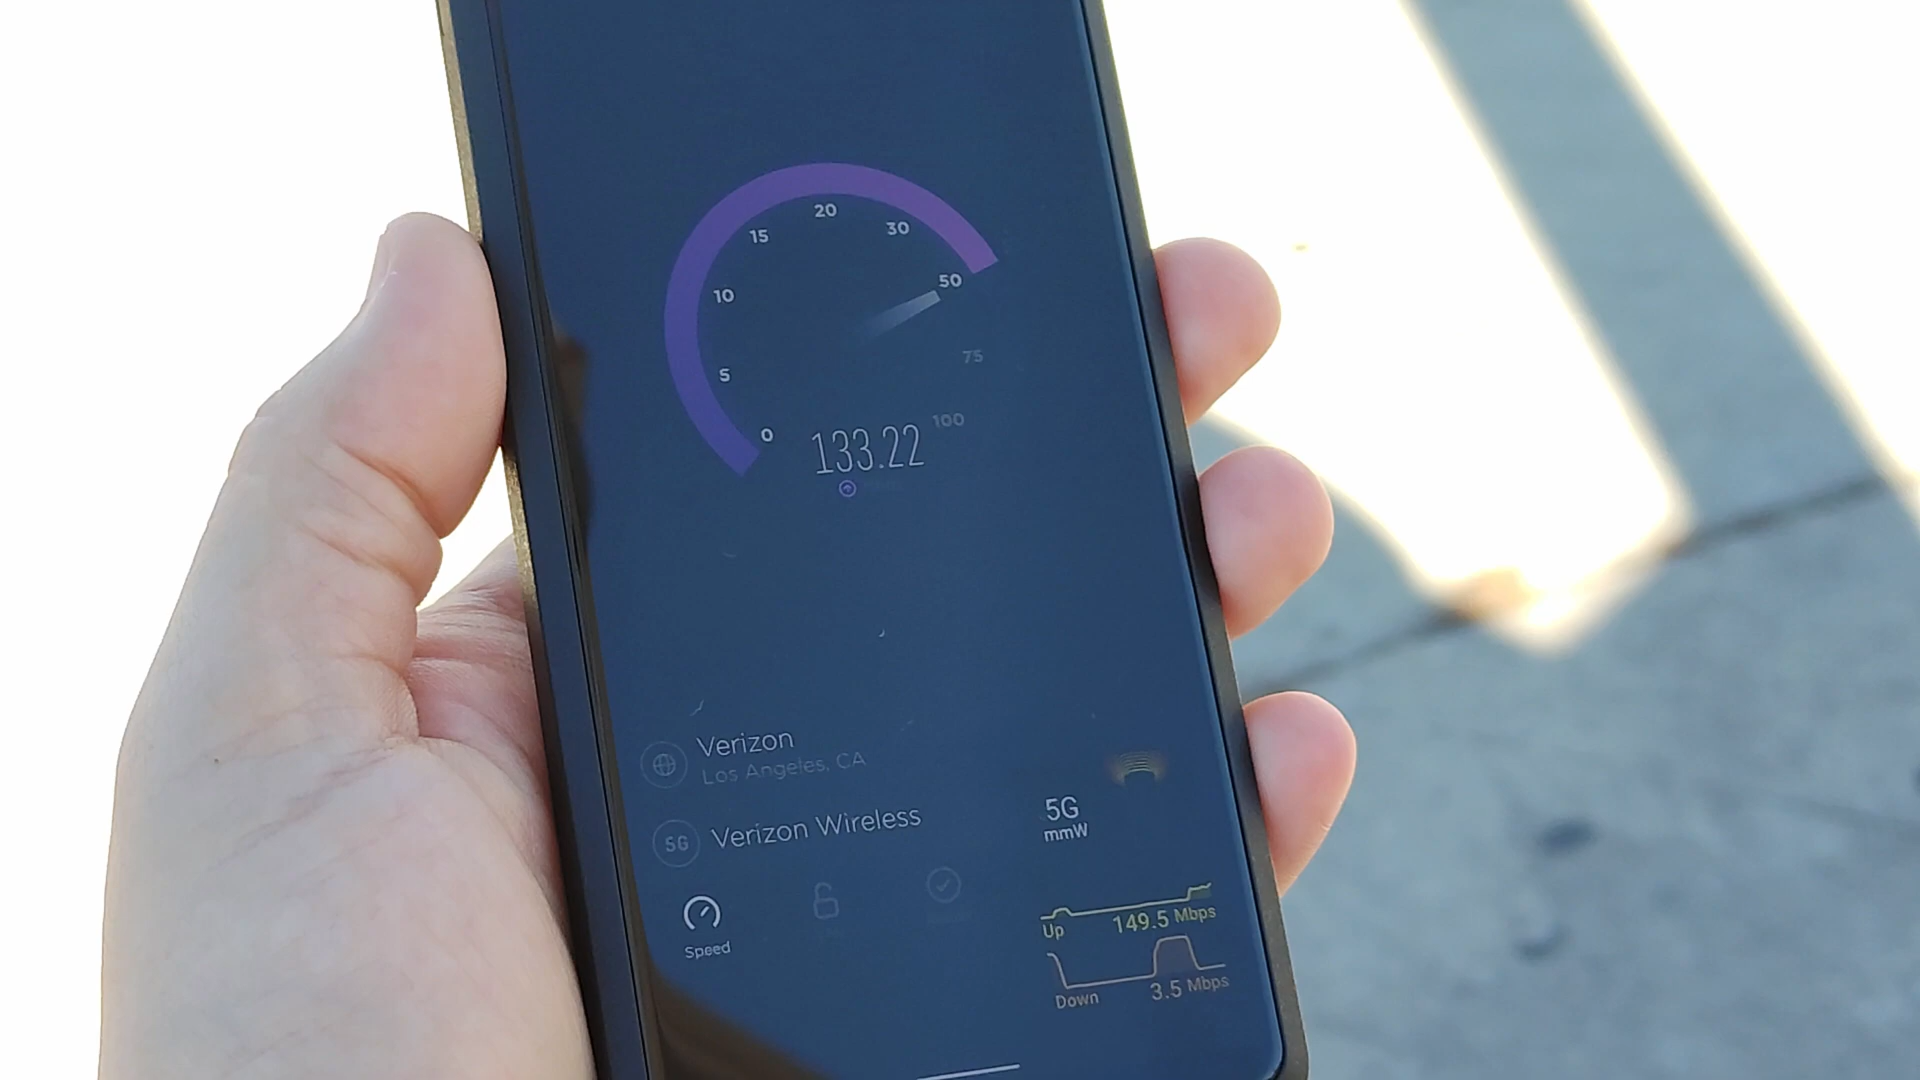 20
15
30
10
50
75
5
100
0
133.22
Verizon
Los Angeles, CA
5G
Verizon Wireless
5G
mmW
Speed
Up 149.5 Mbps
Down 3.5 Mbps